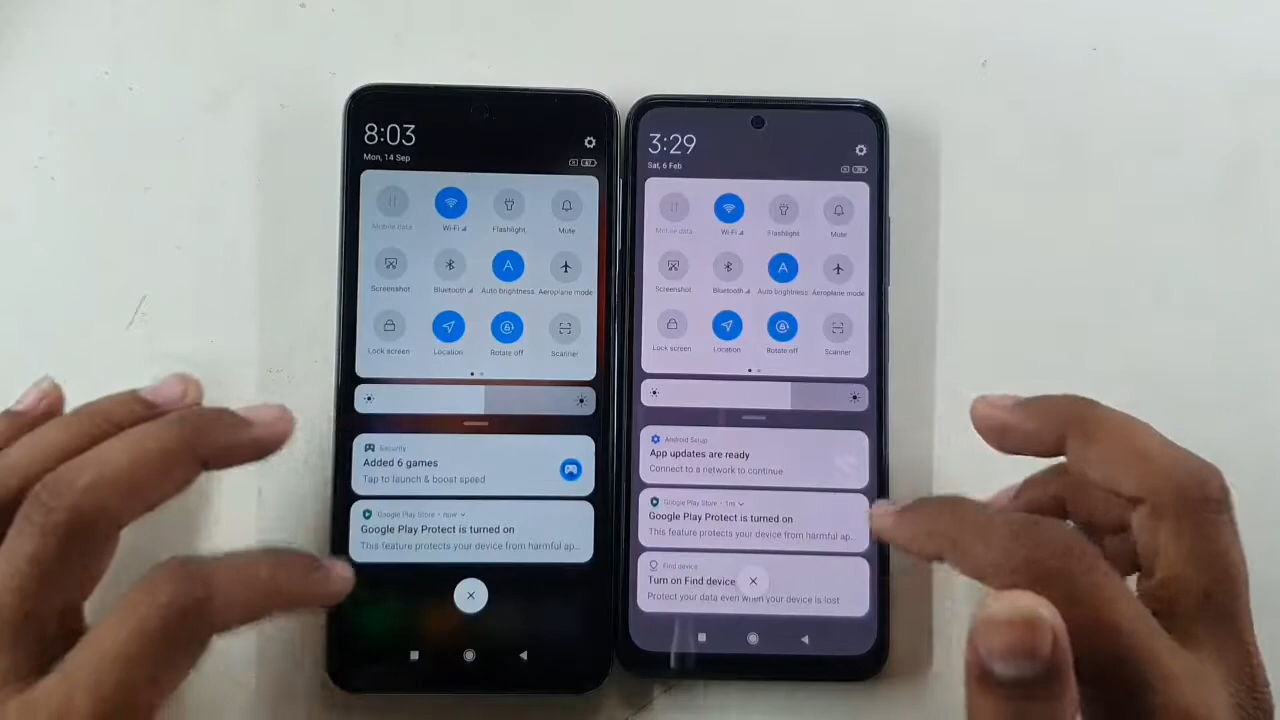 8:03
Mon, 14 Sep
67
Mobile data
Wi-Fi
Flashlight
Mute
Screenshot
Bluetooth
Auto brightness
Aeroplane mode
Lock screen
Location
Rotate off
Scanner
Security
Added 6 games
Tap to launch & boost speed
Google Play Store • now
Google Play Protect is turned on
This feature protects your device from harmful ap...
3:29
Sat, 6 Feb
Mobile data
Wi-Fi
Flashlight
Mute
Screenshot
Bluetooth
Auto brightness
Aeroplane mode
Lock screen
Location
Rotate off
Scanner
Android Setup
App updates are ready
Connect to a network to continue
Google Play Store • 1m
Google Play Protect is turned on
This feature protects your device from harmful ap...
Find device
Turn on Find device
Protect your data even when your device is lost